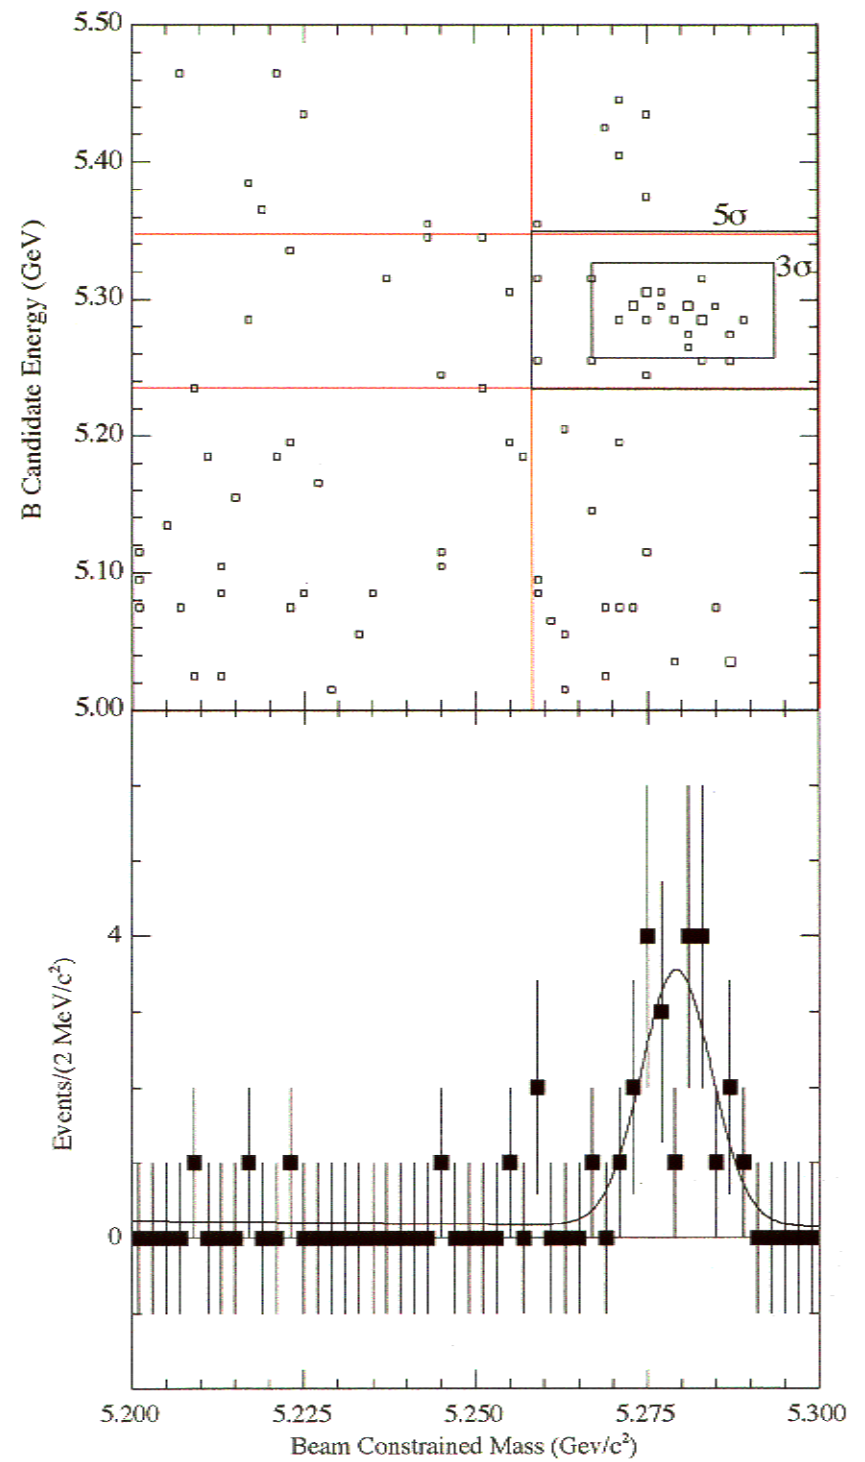 5.50
5.40
5.30
5.20
5.10
5.00
B Candidate Energy (GeV)
5σ
3σ
4
0
Events/(2 MeV/c²)
5.200
5.225
5.250
5.275
5.300
Beam Constrained Mass (Gev/c²)